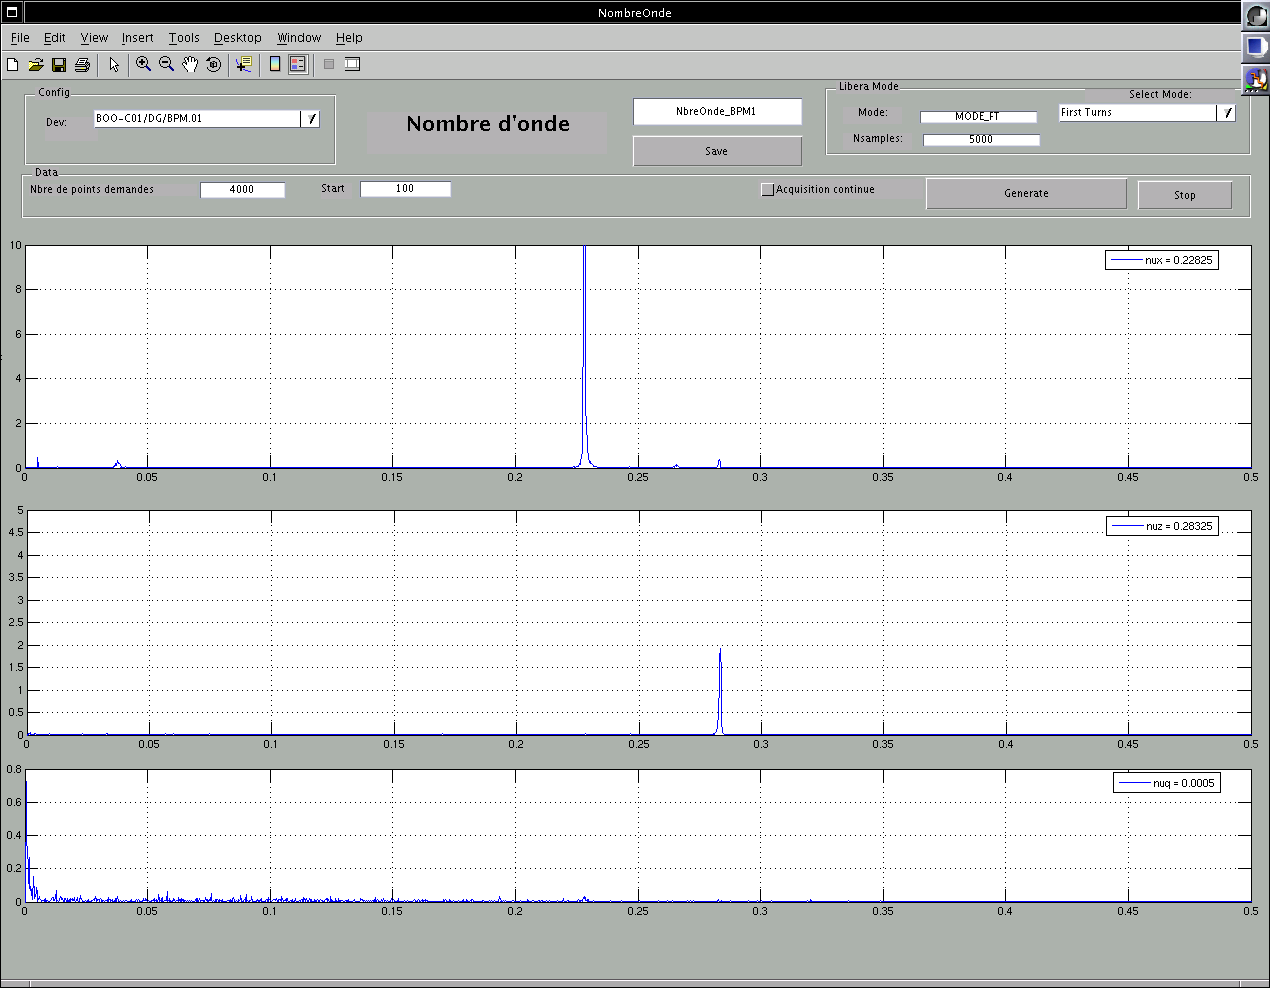 NombreOnde
File Edit View Insert Tools Desktop Window Help
Config
Dev: BOO-C01/DG/BPM.01
Nombre d'onde
NbreOnde_BPM1
Save
Libera Mode
Select Mode:
Mode: MODE_FT First Turns
Nsamples: 5000
Data
Nbre de points demandes 4000 Start 100 Acquisition continue Generate Stop
10
8
6
4
2
0
nux = 0.22825
0 0.05 0.1 0.15 0.2 0.25 0.3 0.35 0.4 0.45 0.5
5
4.5
4
3.5
3
2.5
2
1.5
1
0.5
0
nuz = 0.28325
0 0.05 0.1 0.15 0.2 0.25 0.3 0.35 0.4 0.45 0.5
0.8
0.6
0.4
0.2
0
nuq = 0.0005
0 0.05 0.1 0.15 0.2 0.25 0.3 0.35 0.4 0.45 0.5